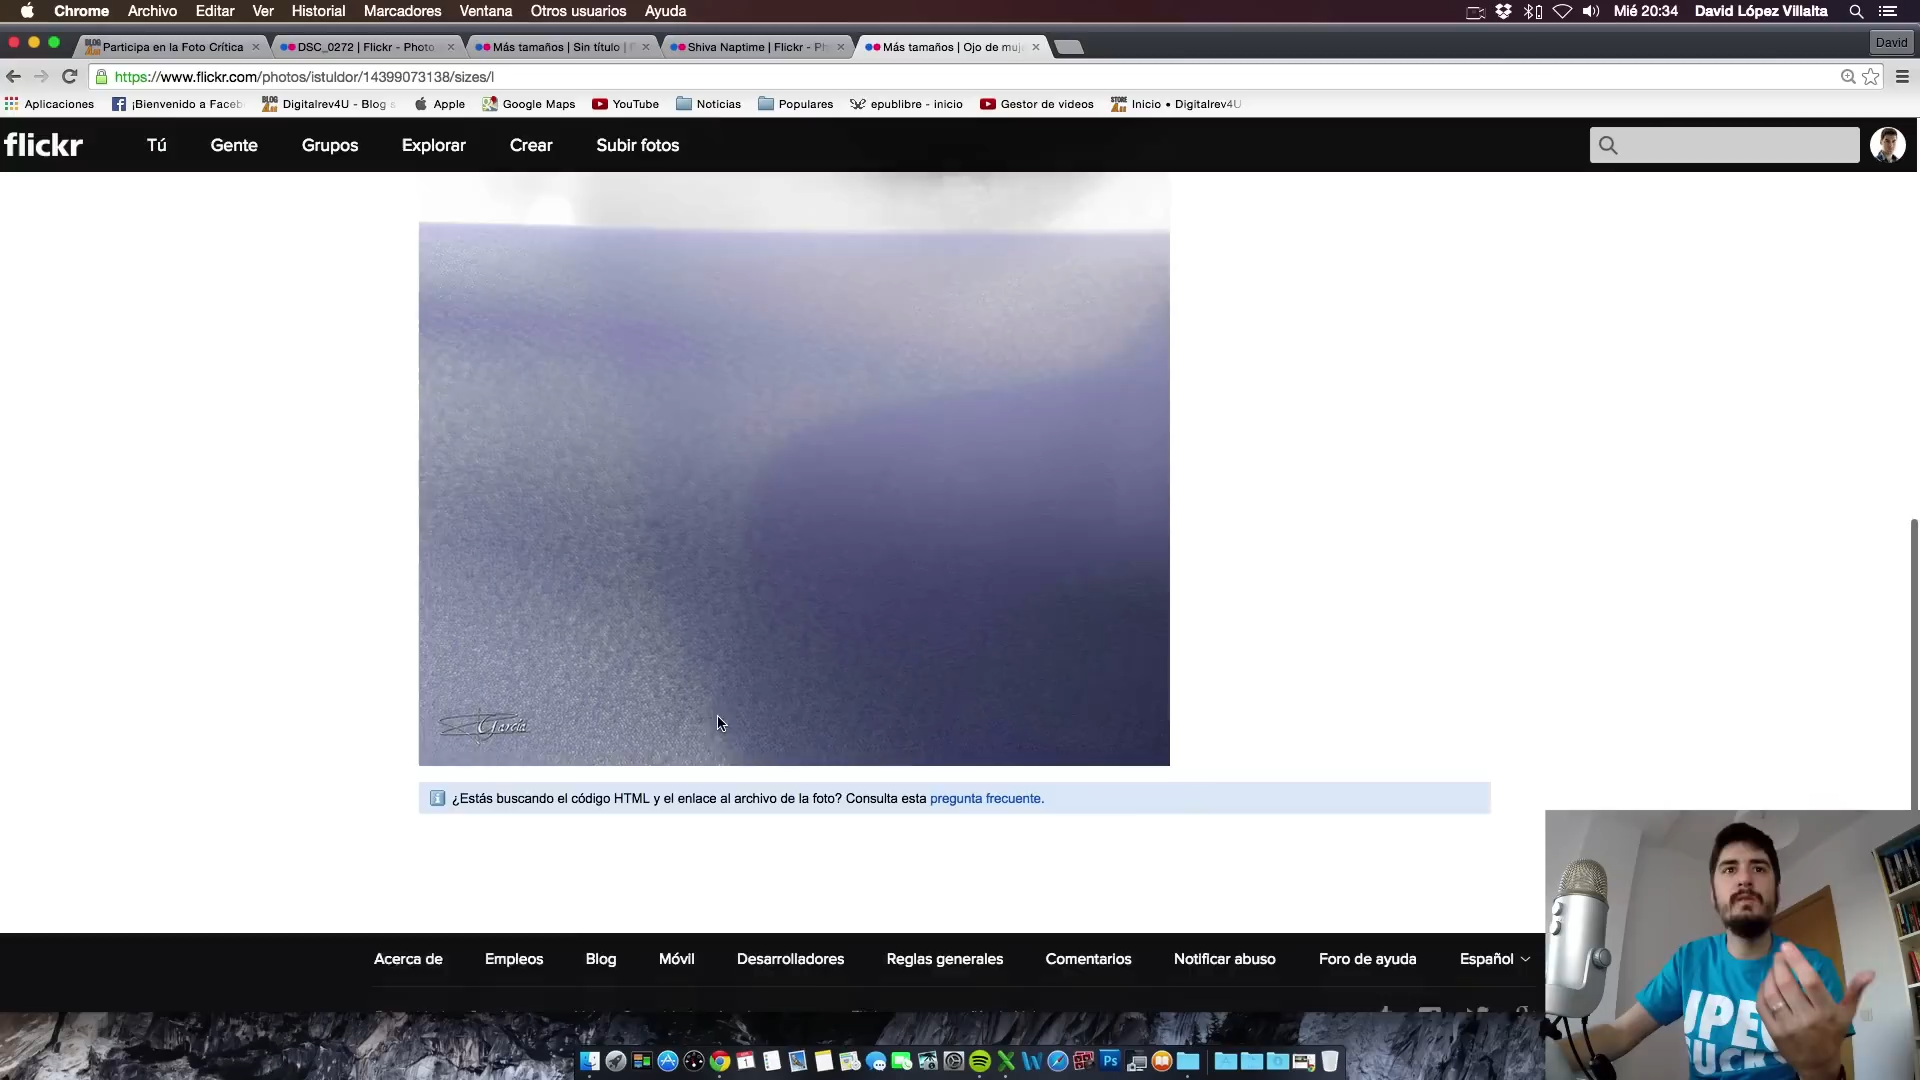 Chrome Archivo Editar Ver Historial Marcadores Ventana Otros usuarios Ayuda Mié 20:34 David López Villalta
Participa en la Foto Crítica DSC_0272 | Flickr - Photo Más tamaños | Sin título | Shiva Naptime | Flickr - Ph Más tamaños | Ojo de muj David
https://www.flickr.com/photos/istuldor/14399073138/sizes/l
Aplicaciones ¡Bienvenido a Faceb Digitalrev4U - Blog s Apple Google Maps YouTube Noticias Populares epublibre - inicio Gestor de videos Inicio • Digitalrev4U
flickr Tú Gente Grupos Explorar Crear Subir fotos
Garcia
¿Estás buscando el código HTML y el enlace al archivo de la foto? Consulta esta pregunta frecuente.
Acerca de Empleos Blog Móvil Desarrolladores Reglas generales Comentarios Notificar abuso Foro de ayuda Español